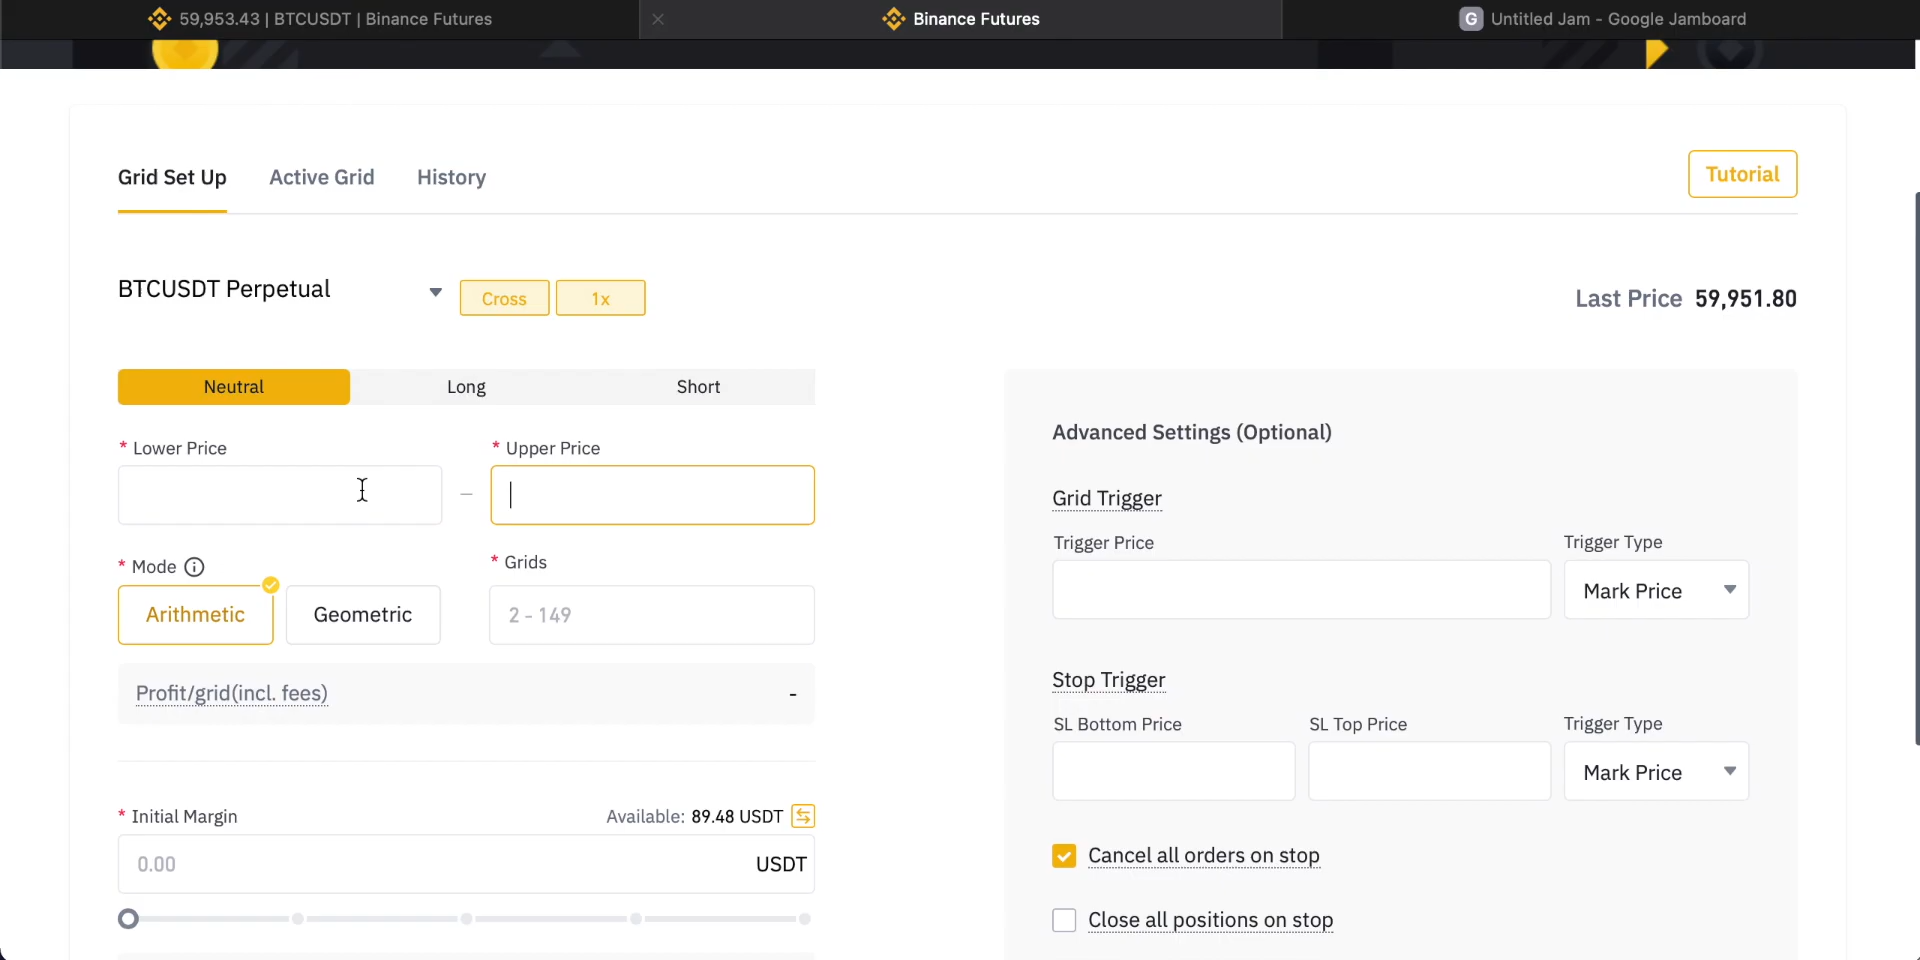 59,953.43 | BTCUSDT | Binance Futures
Binance Futures
G Untitled Jam - Google Jamboard
Grid Set Up Active Grid History
Tutorial
BTCUSDT Perpetual Cross 1x
Last Price 59,951.80
Neutral Long Short
* Lower Price * Upper Price
–
* Mode * Grids
Arithmetic Geometric 2 - 149
Profit/grid(incl. fees) -
* Initial Margin Available: 89.48 USDT
0.00 USDT
Advanced Settings (Optional)
Grid Trigger
Trigger Price Trigger Type
Mark Price
Stop Trigger
SL Bottom Price SL Top Price Trigger Type
Mark Price
Cancel all orders on stop
Close all positions on stop